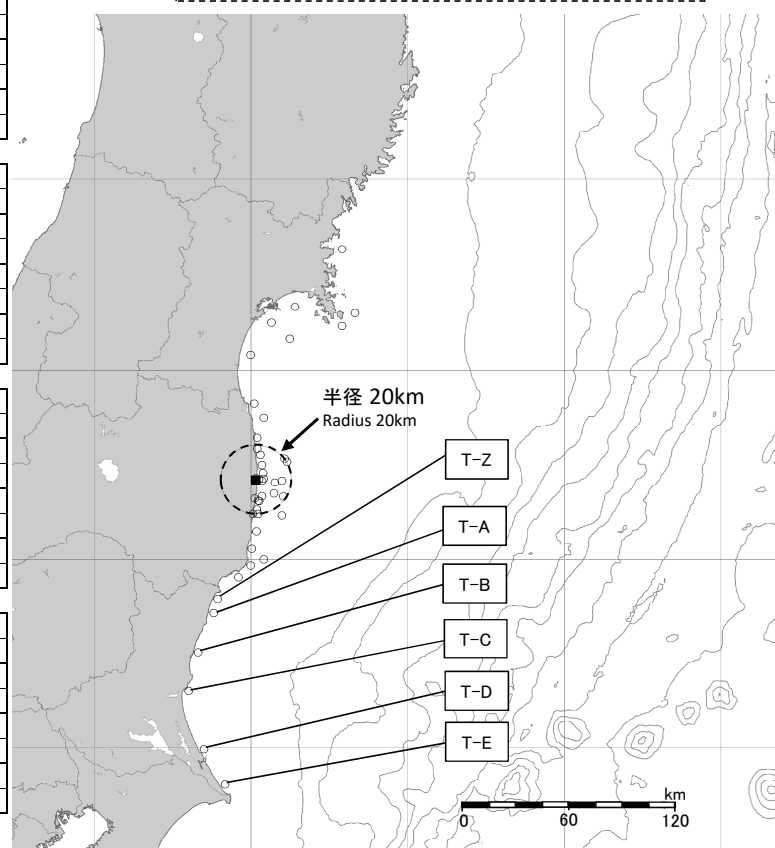 半径 20km
Radius 20km
T-Z
T-A
T-B
T-C
T-D
T-E
km
0 60 120